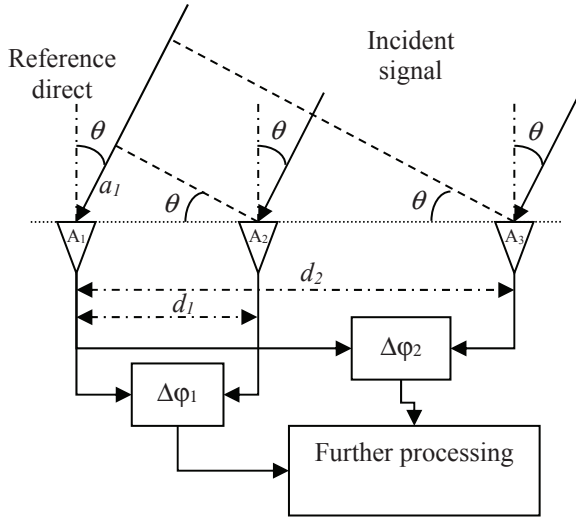 Reference
direct
Incident
signal
θ
θ
θ
a1
θ
θ
A1
A2
A3
d2
d1
Δφ2
Δφ1
Further processing